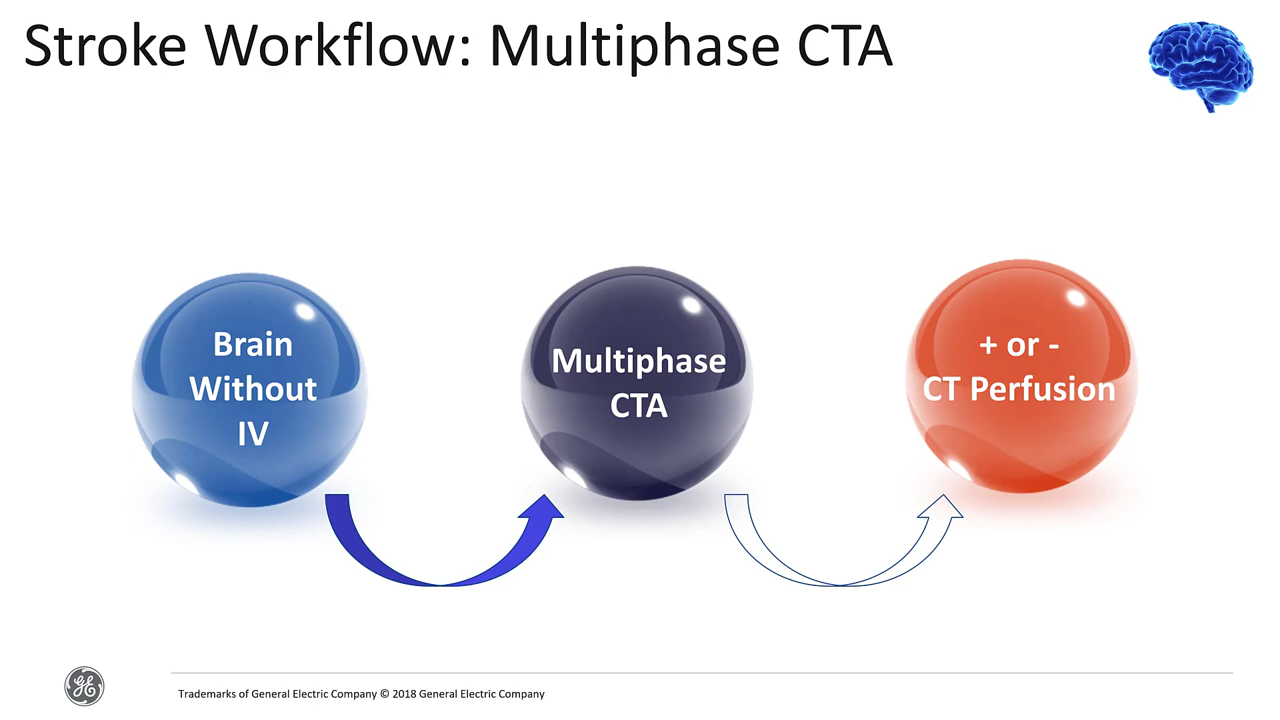 Stroke Workflow: Multiphase CTA
Brain
Without
IV
Multiphase
CTA
+ or -
CT Perfusion
GE
Trademarks of General Electric Company © 2018 General Electric Company